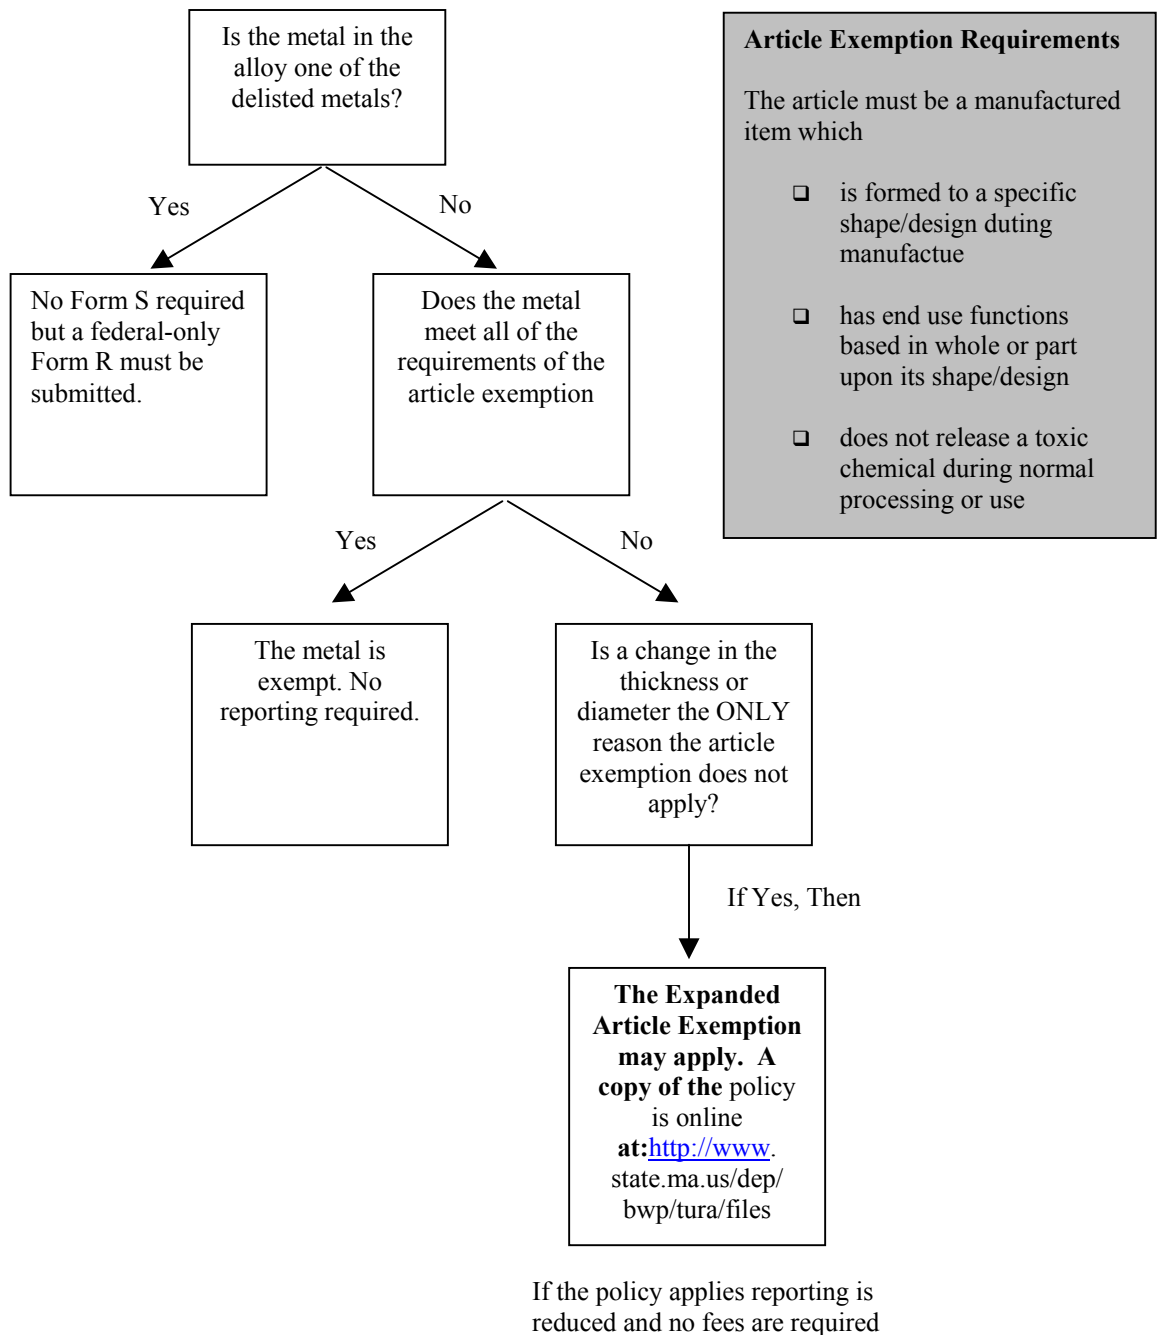 Is the metal in the
alloy one of the
delisted metals?
Article Exemption Requirements
The article must be a manufactured
item which
❑ is formed to a specific
shape/design duting
manufactue
❑ has end use functions
based in whole or part
upon its shape/design
❑ does not release a toxic
chemical during normal
processing or use
Yes
No
No Form S required
but a federal-only
Form R must be
submitted.
Does the metal
meet all of the
requirements of the
article exemption
Yes
No
The metal is
exempt. No
reporting required.
Is a change in the
thickness or
diameter the ONLY
reason the article
exemption does not
apply?
If Yes, Then
The Expanded
Article Exemption
may apply. A
copy of the policy
is online
at:http://www.
state.ma.us/dep/
bwp/tura/files
If the policy applies reporting is
reduced and no fees are required